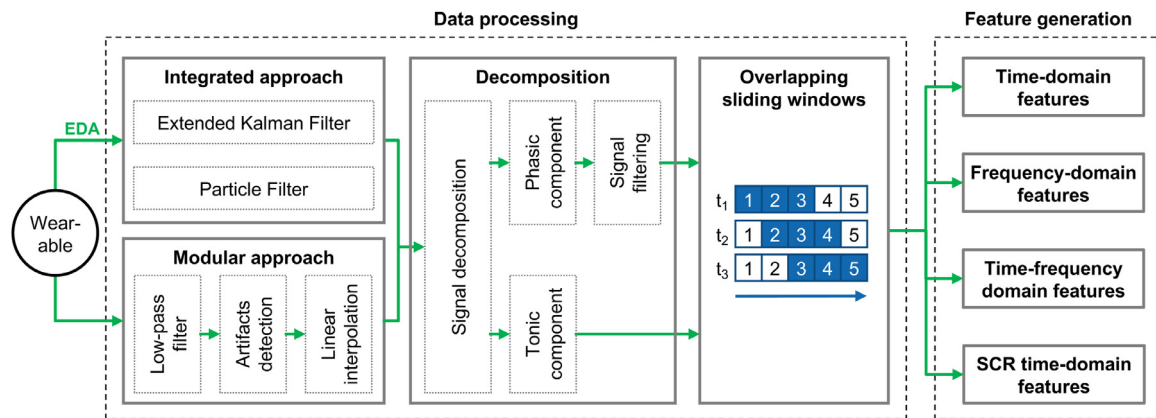 Data processing
Feature generation
EDA
Wear-
able
Integrated approach
Extended Kalman Filter
Particle Filter
Modular approach
Low-pass
filter
Artifacts
detection
Linear
interpolation
Decomposition
Signal decomposition
Phasic
component
Signal
filtering
Tonic
component
Overlapping
sliding windows
t1 1 2 3 4 5
t2 1 2 3 4 5
t3 1 2 3 4 5
Time-domain
features
Frequency-domain
features
Time-frequency
domain features
SCR time-domain
features